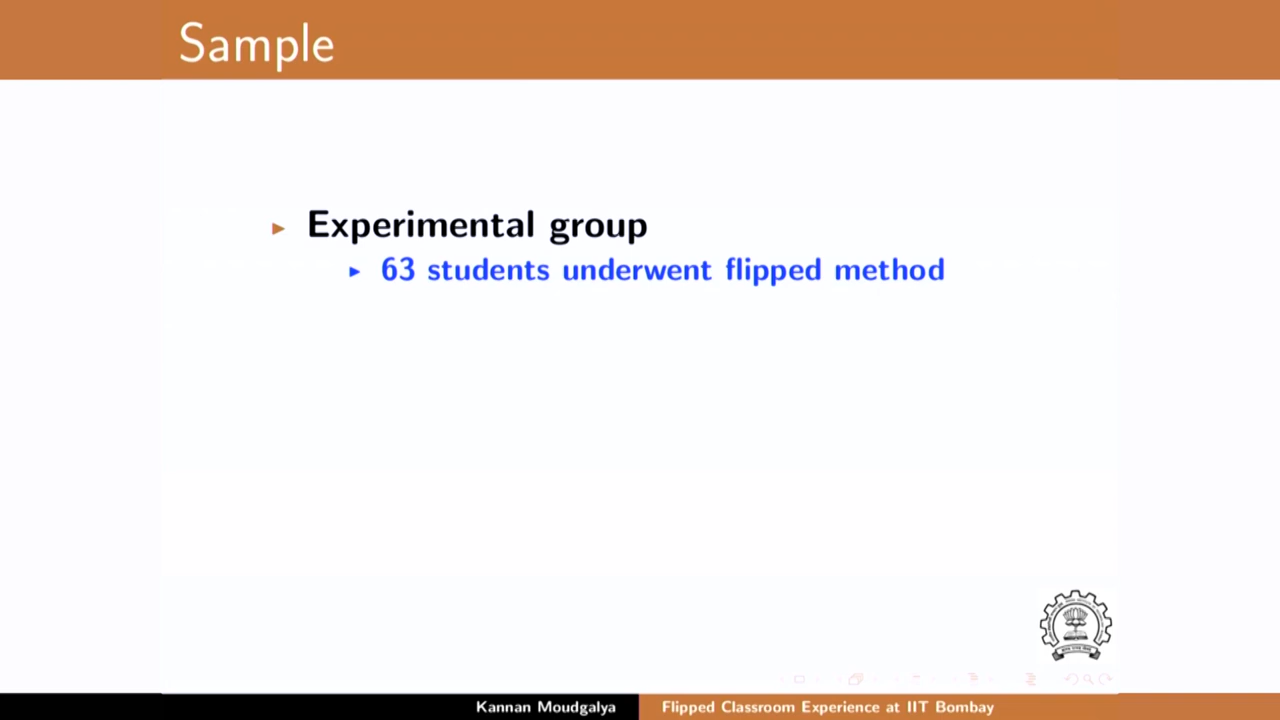 Sample
Experimental group
63 students underwent flipped method
Kannan Moudgalya
Flipped Classroom Experience at IIT Bombay